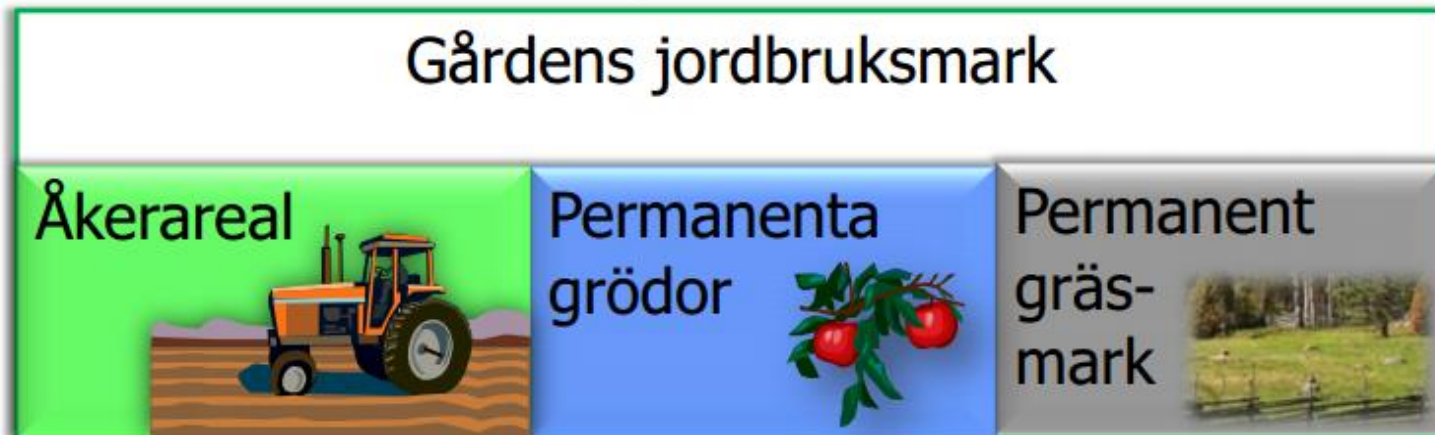 Gårdens jordbruksmark
Åkerareal
Permanenta
grödor
Permanent
gräs-
mark